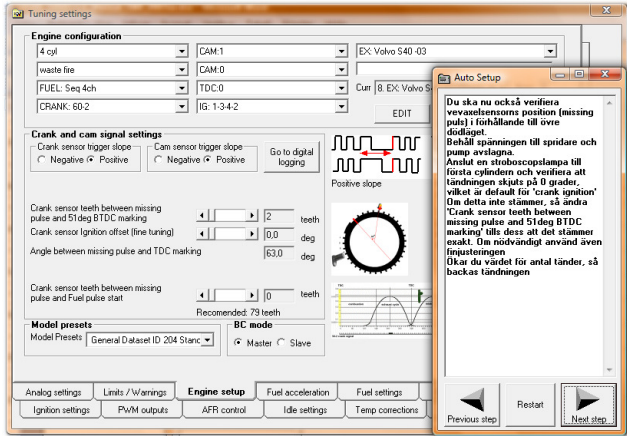 Tuning settings
Engine configuration
4 cyl
CAM:1
EX: Volvo S40 -03
waste fire
CAM:0
FUEL: Seq 4ch
TDC:0
Curr
8. EX: Volvo S
CRANK: 60-2
IG: 1-3-4-2
EDIT
Crank and cam signal settings
Crank sensor trigger slope
Negative
Positive
Cam sensor trigger slope
Negative
Positive
Go to digital
logging
Positive slope
Crank sensor teeth between missing
pulse and 51deg BTDC marking
2
teeth
Crank sensor Ignition offset (fine tuning)
0,0
deg
Angle between missing pulse and TDC marking
63,0
deg
Crank sensor teeth between missing
pulse and Fuel pulse start
0
teeth
Recomended: 79 teeth
Model presets
Model Presets
General Dataset ID 204 Stanc
BC mode
Master
Slave
Analog settings
Limits / Warnings
Engine setup
Fuel acceleration
Fuel settings
Ignition settings
PWM outputs
AFR control
Idle settings
Temp corrections
Auto Setup
Du ska nu också verifiera
vevaxelsensorns position (missing
puls) i förhållande till övre
dödläget.
Behåll spänningen till spridare och
pump avslagna.
Anslut en stroboscopslampa till
första cylindern och verifiera att
tändningen skjuts på 0 grader,
vilket är default för 'crank ignition'
Om detta inte stämmer, så ändra
'Crank sensor teeth between
missing pulse and 51deg BTDC
marking' tills dess att det stämmer
exakt. Om nödvändigt använd även
finjusteringen
Ökar du värdet för antal tänder, så
backas tändningen
Previous step
Restart
Next step